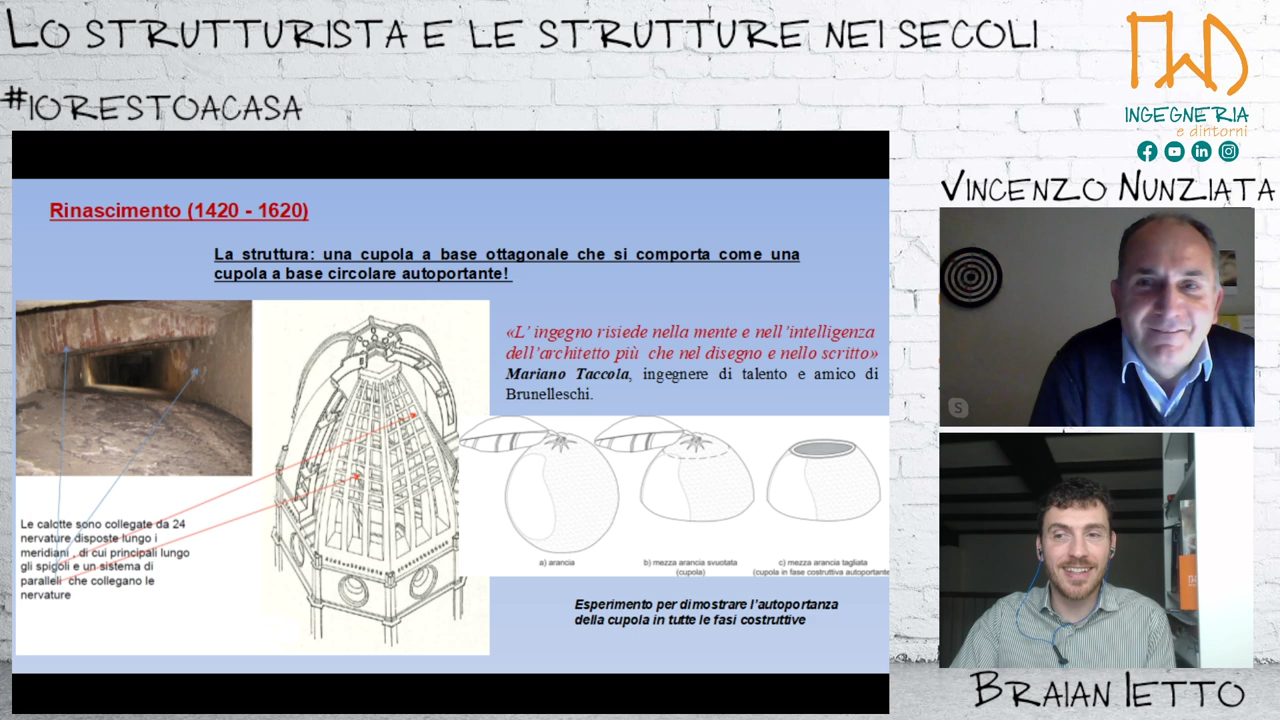 LO STRUTTURISTA E LE STRUTTURE NEI SECOLI
#IORESTOACASA
INGEGNERIA
e dintorni
VINCENZO NUNZIATA
Rinascimento (1420 - 1620)
La struttura: una cupola a base ottagonale che si comporta come una
cupola a base circolare autoportante!
«L' ingegno risiede nella mente e nell'intelligenza
dell'architetto più che nel disegno e nello scritto»
Mariano Taccola, ingegnere di talento e amico di
Brunelleschi.
Le calotte sono collegate da 24
nervature disposte lungo i
meridiani , di cui principali lungo
gli spigoli e un sistema di
paralleli che collegano le
nervature
a) arancia
b) mezza arancia svuotata
(cupola)
c) mezza arancia tagliata
(cupola in fase costruttiva autoportante
Esperimento per dimostrare l'autoportanza
della cupola in tutte le fasi costruttive
S
BRAIAN IETTO